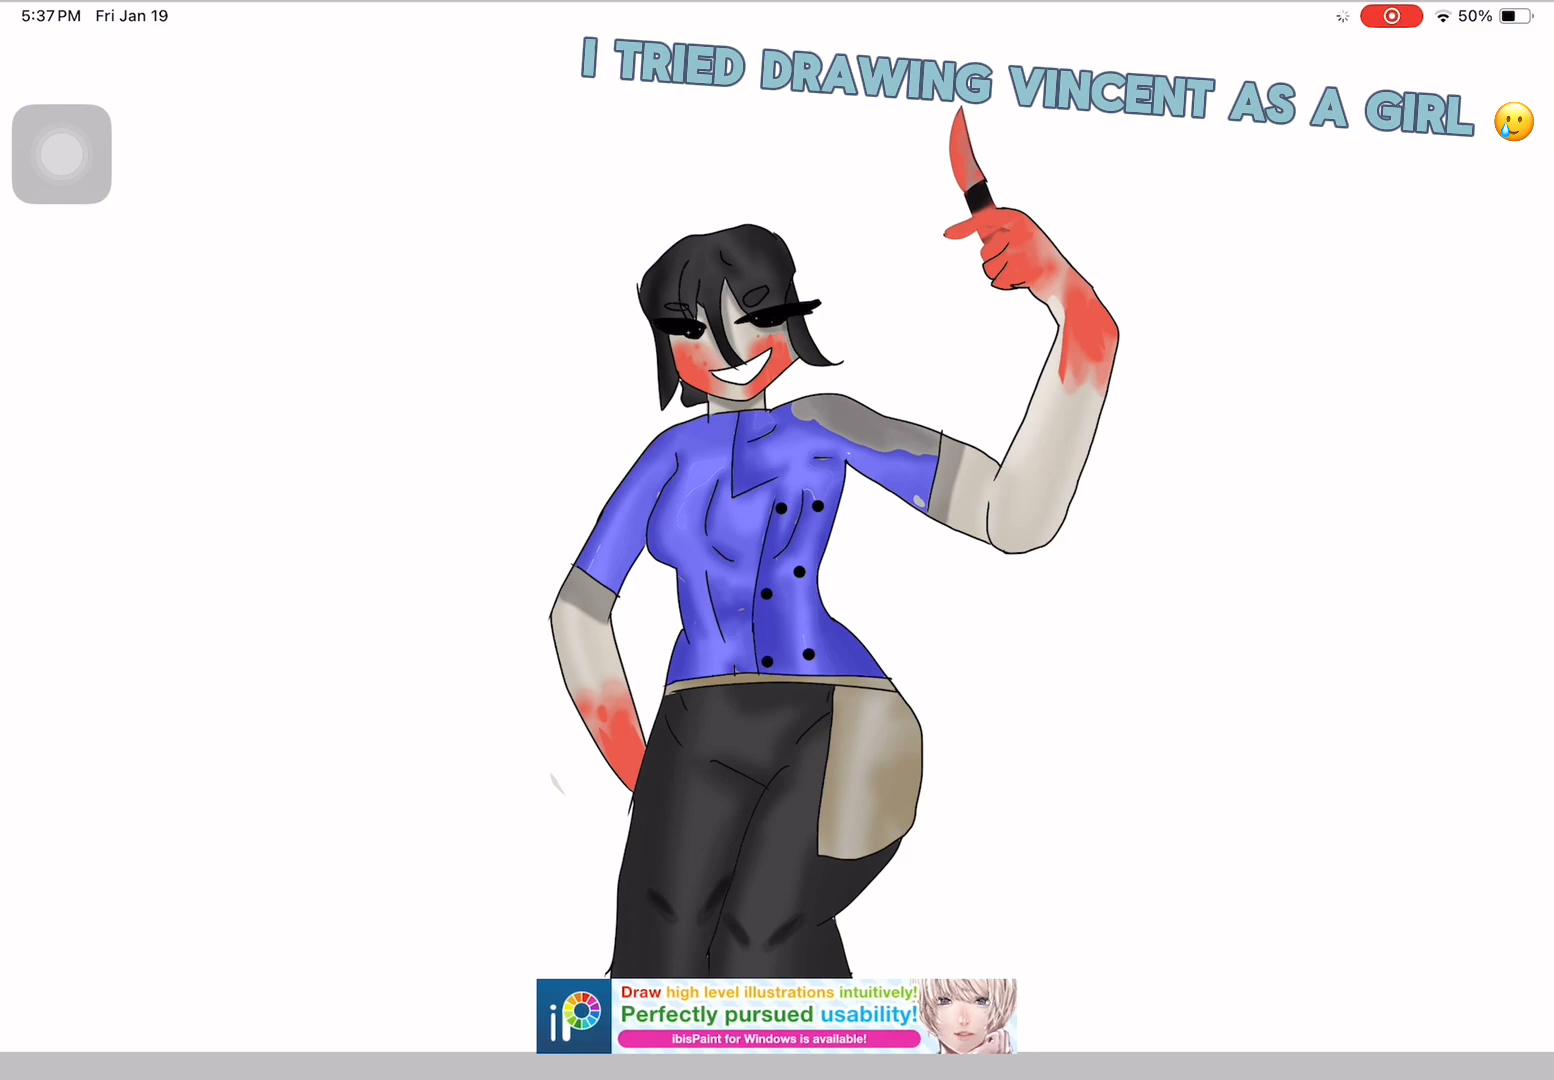 5:37 PM Fri Jan 19
50%
I TRIED DRAWING VINCENT AS A GIRL 🥲
iP
Draw high level illustrations intuitively!
Perfectly pursued usability!
ibisPaint for Windows is available!